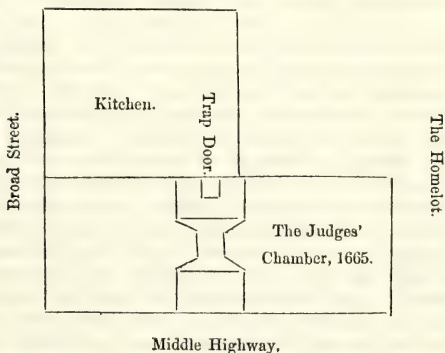 Broad Street.
Kitchen.
Trap Door.
The Homelot.
The Judges'
Chamber, 1665.
Middle Highway.